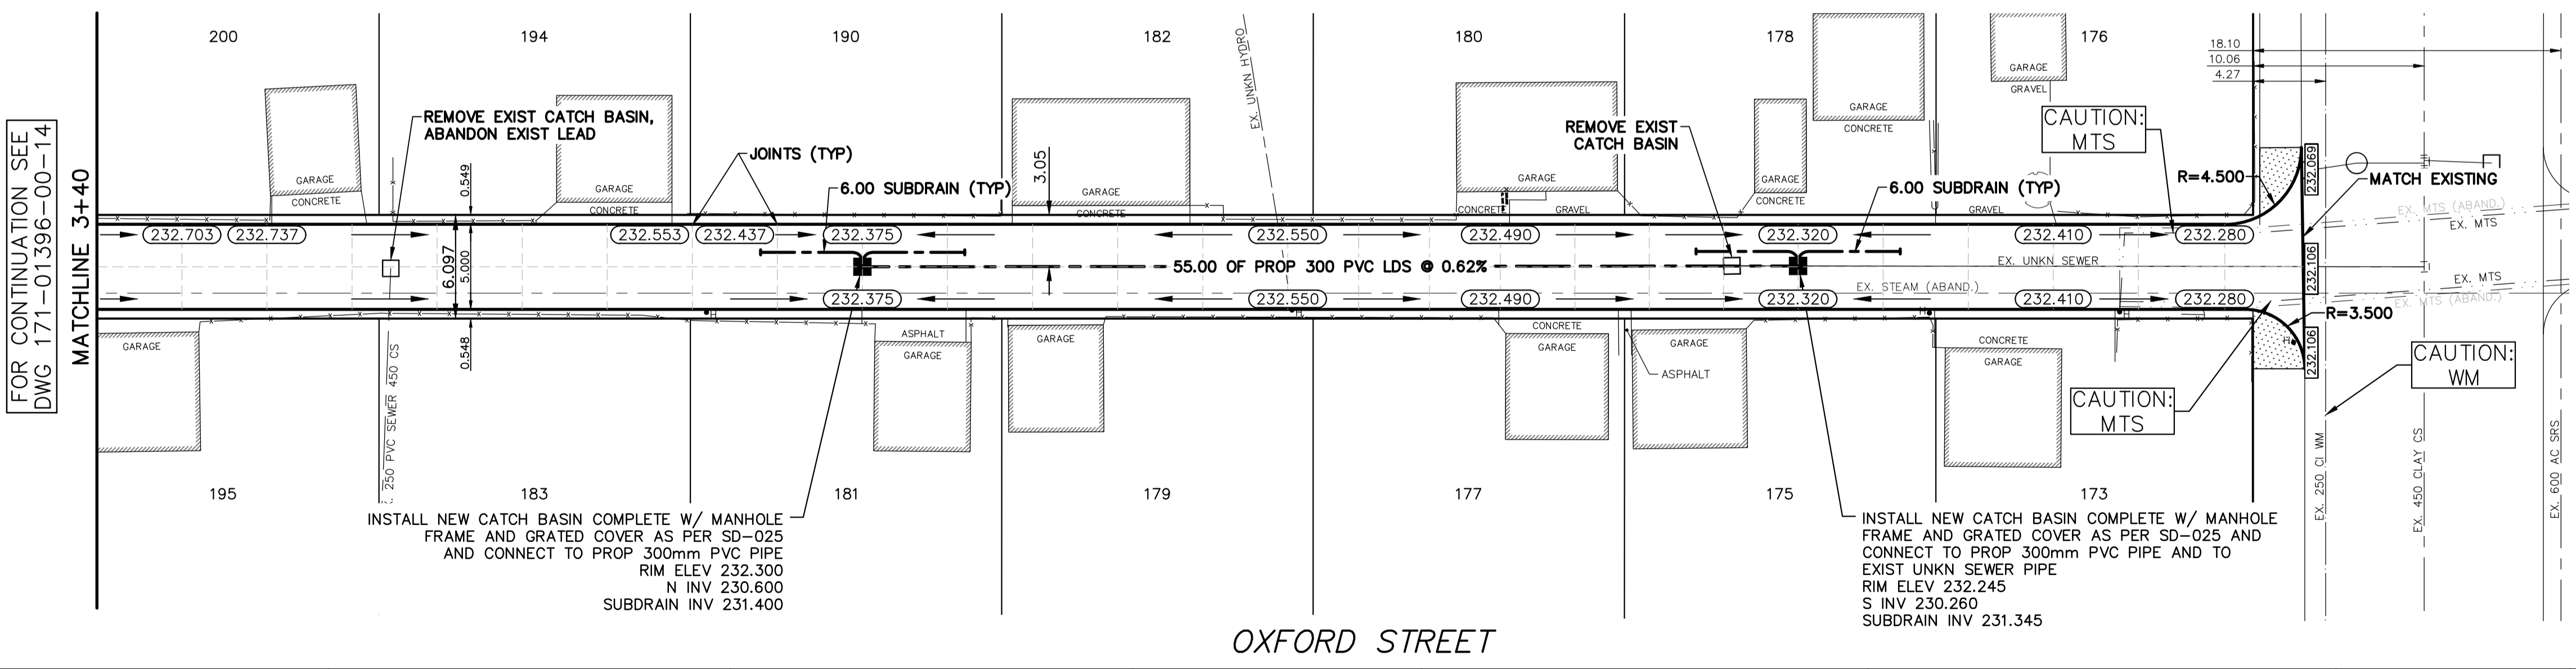 FOR CONTINUATION SEE
DWG 171-01396-00-14
MATCHLINE 3+40
200
194
190
182
180
178
176
18.10
10.06
4.27
REMOVE EXIST CATCH BASIN,
ABANDON EXIST LEAD
GARAGE
CONCRETE
GARAGE
CONCRETE
0.549
JOINTS (TYP)
6.00 SUBDRAIN (TYP)
3.05
GARAGE
CONCRETE
EX. UNKN HYDRO
GARAGE
CONCRETE
GRAVEL
REMOVE EXIST
CATCH BASIN
GARAGE
CONCRETE
GARAGE
CONCRETE
6.00 SUBDRAIN (TYP)
GARAGE
GRAVEL
GRAVEL
CAUTION:
MTS
R=4.500
232.069
MATCH EXISTING
EX. MTS (ABAND.)
EX. MTS
232.703
232.737
232.553
232.437
232.375
232.550
232.490
232.320
232.410
232.280
6.097
5.000
55.00 OF PROP 300 PVC LDS @ 0.62%
EX. UNKN SEWER
EX. STEAM (ABAND.)
232.106
EX. MTS
EX. MTS (ABAND.)
232.375
232.550
232.490
232.320
232.410
232.280
R=3.500
232.106
H
H
H
H
H
0.548
GARAGE
250 PVC SEWER 450 CS
ASPHALT
GARAGE
GARAGE
CONCRETE
GARAGE
GARAGE
ASPHALT
CONCRETE
GARAGE
CAUTION:
MTS
CAUTION:
WM
EX. 250 CI WM
EX. 450 CLAY CS
EX. 600 AC SRS
195
183
181
179
177
175
173
INSTALL NEW CATCH BASIN COMPLETE W/ MANHOLE
FRAME AND GRATED COVER AS PER SD-025
AND CONNECT TO PROP 300mm PVC PIPE
RIM ELEV 232.300
N INV 230.600
SUBDRAIN INV 231.400
INSTALL NEW CATCH BASIN COMPLETE W/ MANHOLE
FRAME AND GRATED COVER AS PER SD-025 AND
CONNECT TO PROP 300mm PVC PIPE AND TO
EXIST UNKN SEWER PIPE
RIM ELEV 232.245
S INV 230.260
SUBDRAIN INV 231.345
OXFORD STREET